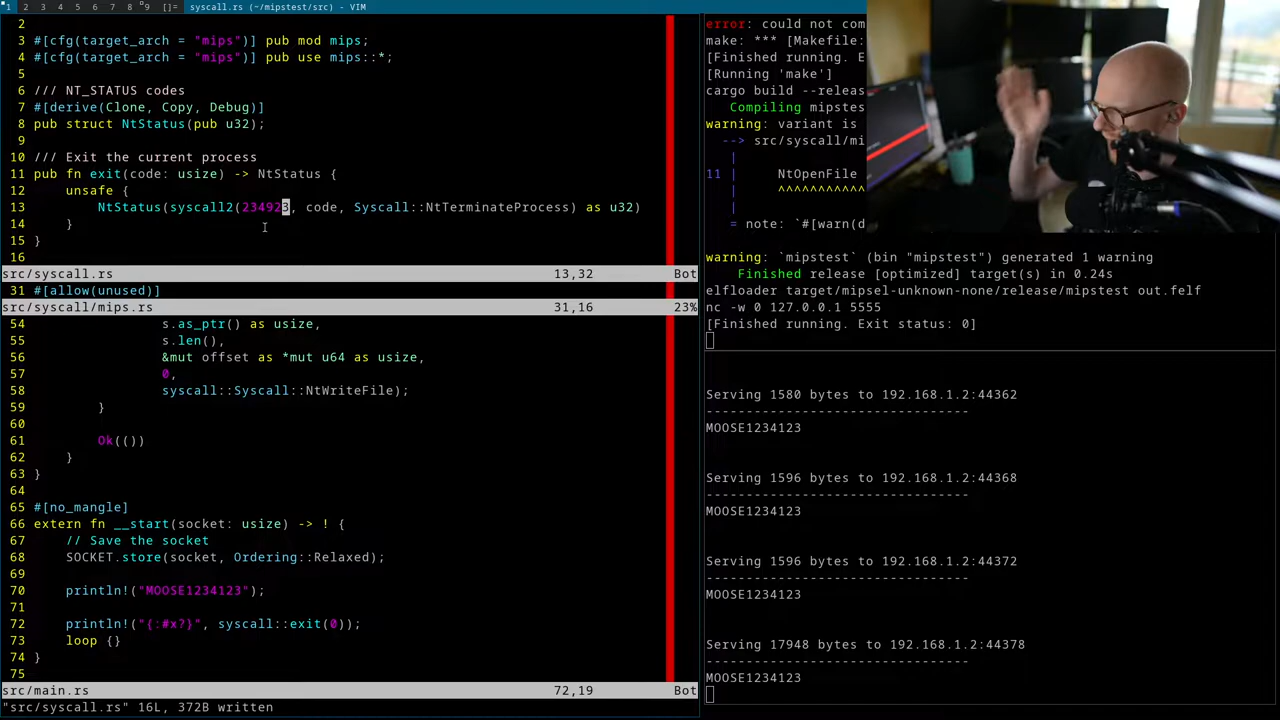 1 2 3 4 5 6 7 8 9 []= syscall.rs (~/mipstest/src) - VIM
2
3 #[cfg(target_arch = "mips")] pub mod mips;
4 #[cfg(target_arch = "mips")] pub use mips::*;
5
6 /// NT_STATUS codes
7 #[derive(Clone, Copy, Debug)]
8 pub struct NtStatus(pub u32);
9
10 /// Exit the current process
11 pub fn exit(code: usize) -> NtStatus {
12 unsafe {
13 NtStatus(syscall2(234923, code, Syscall::NtTerminateProcess) as u32)
14 }
15 }
16
src/syscall.rs 13,32 Bot
31 #[allow(unused)]
src/syscall/mips.rs 31,16 23%
54 s.as_ptr() as usize,
55 s.len(),
56 &mut offset as *mut u64 as usize,
57 0,
58 syscall::Syscall::NtWriteFile);
59 }
60
61 Ok(())
62 }
63 }
64
65 #[no_mangle]
66 extern fn __start(socket: usize) -> ! {
67 // Save the socket
68 SOCKET.store(socket, Ordering::Relaxed);
69
70 println!("MOOSE1234123");
71
72 println!("{:#x?}", syscall::exit(0));
73 loop {}
74 }
75
src/main.rs 72,19 Bot
"src/syscall.rs" 16L, 372B written
error: could not com
make: *** [Makefile:
[Finished running. E
[Running 'make']
cargo build --releas
Compiling mipstes
warning: variant is
--> src/syscall/mi
|
11 | NtOpenFile
| ^^^^^^^^^^^
|
= note: `#[warn(d
warning: `mipstest` (bin "mipstest") generated 1 warning
Finished release [optimized] target(s) in 0.24s
elfloader target/mipsel-unknown-none/release/mipstest out.felf
nc -w 0 127.0.0.1 5555
[Finished running. Exit status: 0]
Serving 1580 bytes to 192.168.1.2:44362
---------------------------------
MOOSE1234123
Serving 1596 bytes to 192.168.1.2:44368
---------------------------------
MOOSE1234123
Serving 1596 bytes to 192.168.1.2:44372
---------------------------------
MOOSE1234123
Serving 17948 bytes to 192.168.1.2:44378
---------------------------------
MOOSE1234123